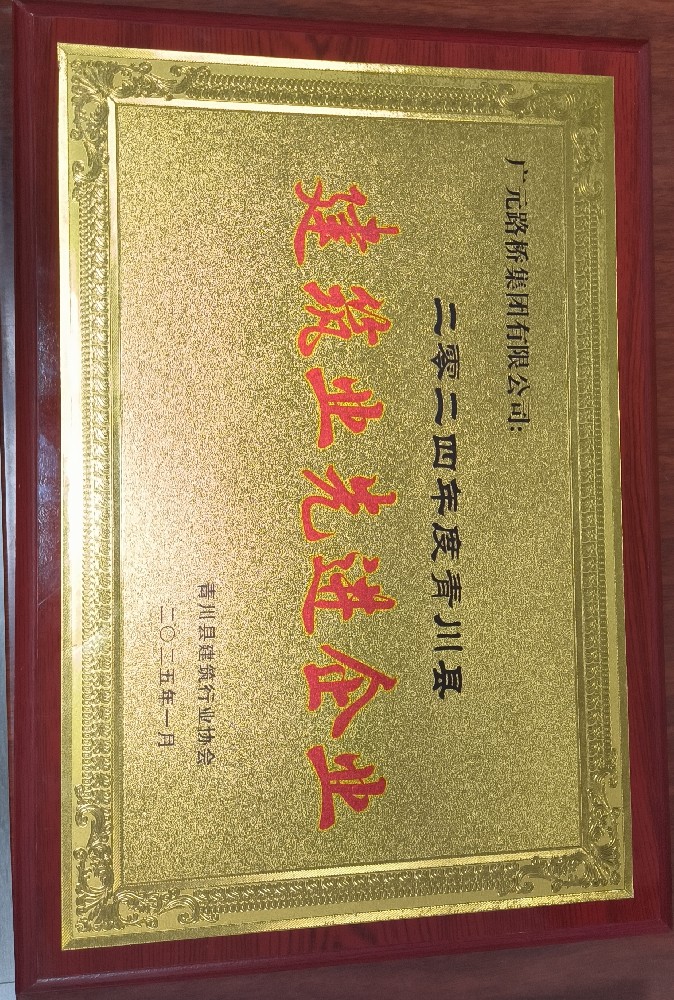 广元路桥集团有限公司:
二零二四年度青川县
建筑业先进企业
青川县建筑行业协会
二〇二五年一月